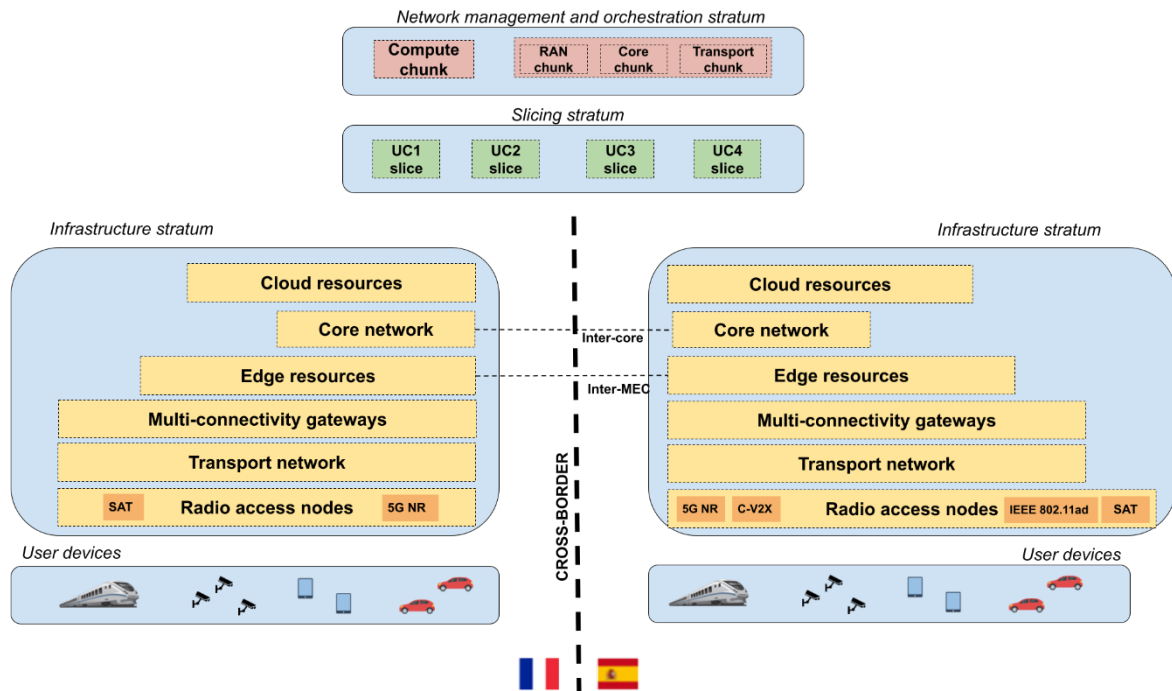 Network management and orchestration stratum
Compute
chunk
RAN
chunk
Core
chunk
Transport
chunk
Slicing stratum
UC1
slice
UC2
slice
UC3
slice
UC4
slice
Infrastructure stratum
Cloud resources
Core network
Edge resources
Multi-connectivity gateways
Transport network
SAT
Radio access nodes
5G NR
User devices
Inter-core
Inter-MEC
CROSS-BORDER
Infrastructure stratum
Cloud resources
Core network
Edge resources
Multi-connectivity gateways
Transport network
5G NR
C-V2X
Radio access nodes
IEEE 802.11ad
SAT
User devices